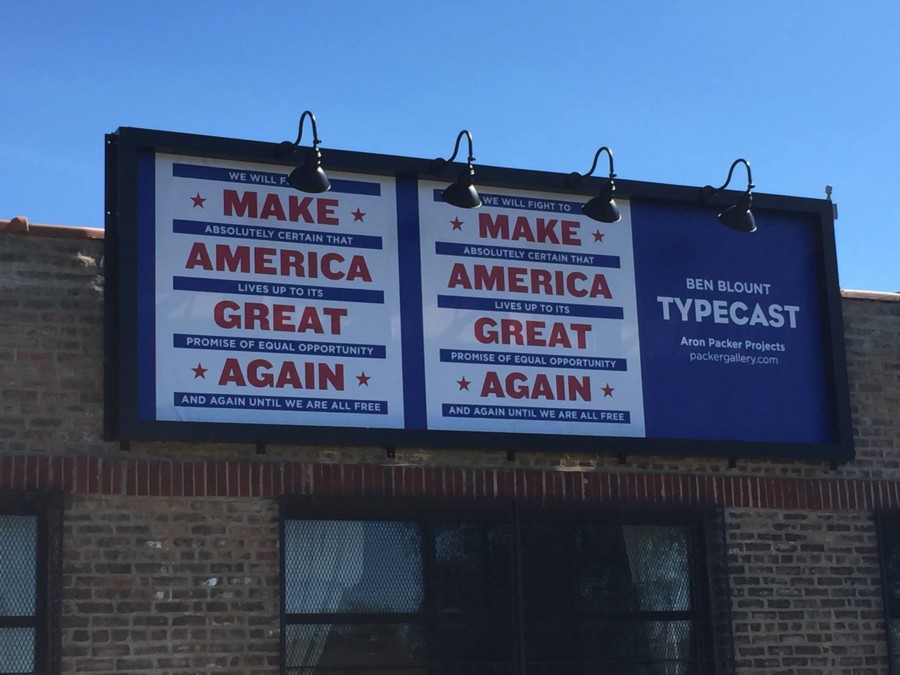 WE WILL F
MAKE
ABSOLUTELY CERTAIN THAT
AMERICA
LIVES UP TO ITS
GREAT
PROMISE OF EQUAL OPPORTUNITY
AGAIN
AND AGAIN UNTIL WE ARE ALL FREE
WE WILL FIGHT TO
MAKE
ABSOLUTELY CERTAIN THAT
AMERICA
LIVES UP TO ITS
GREAT
PROMISE OF EQUAL OPPORTUNITY
AGAIN
AND AGAIN UNTIL WE ARE ALL FREE
BEN BLOUNT
TYPECAST
Aron Packer Projects
packergallery.com